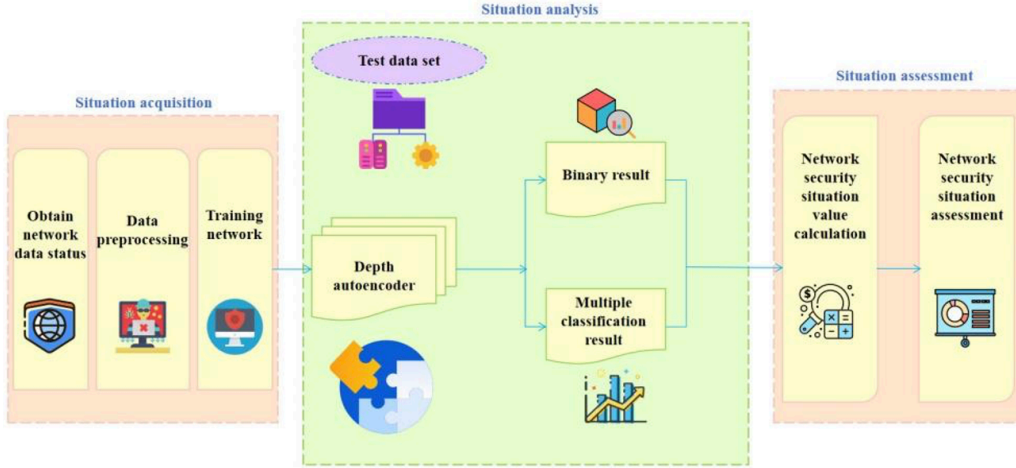 Situation analysis
Test data set
Situation acquisition
Situation assessment
Obtain
network
data status
Data
preprocessing
Training
network
Depth
autoencoder
Binary result
Multiple
classification
result
Network
security
situation
value
calculation
Network
security
situation
assessment